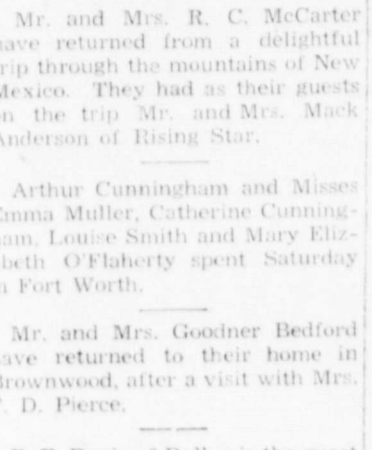 Mr. and Mrs. R. C. McCarter
have returned from a delightful
trip through the mountains of New
Mexico. They had as their guests
on the trip Mr. and Mrs. Mack
Anderson of Rising Star.
Arthur Cunningham and Misses
Emma Muller, Catherine Cunning-
ham, Louise Smith and Mary Eliz-
abeth O'Flaherty spent Saturday
in Fort Worth.
Mr. and Mrs. Goodner Bedford
have returned to their home in
Brownwood, after a visit with Mrs.
D. Pierce.